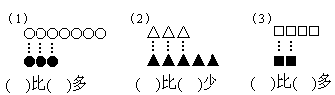 (1) (2) (3)
( )比( )多 ( )比( )少 ( )比( )多